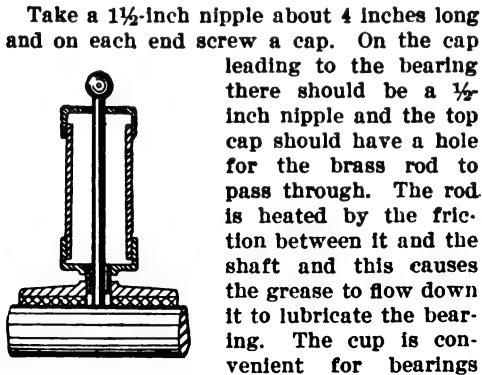 Take a 1½-inch nipple about 4 inches long
and on each end screw a cap. On the cap
leading to the bearing
there should be a ½-
inch nipple and the top
cap should have a hole
for the brass rod to
pass through. The rod
is heated by the fric-
tion between it and the
shaft and this causes
the grease to flow down
it to lubricate the bear-
ing. The cup is con-
venient for bearings